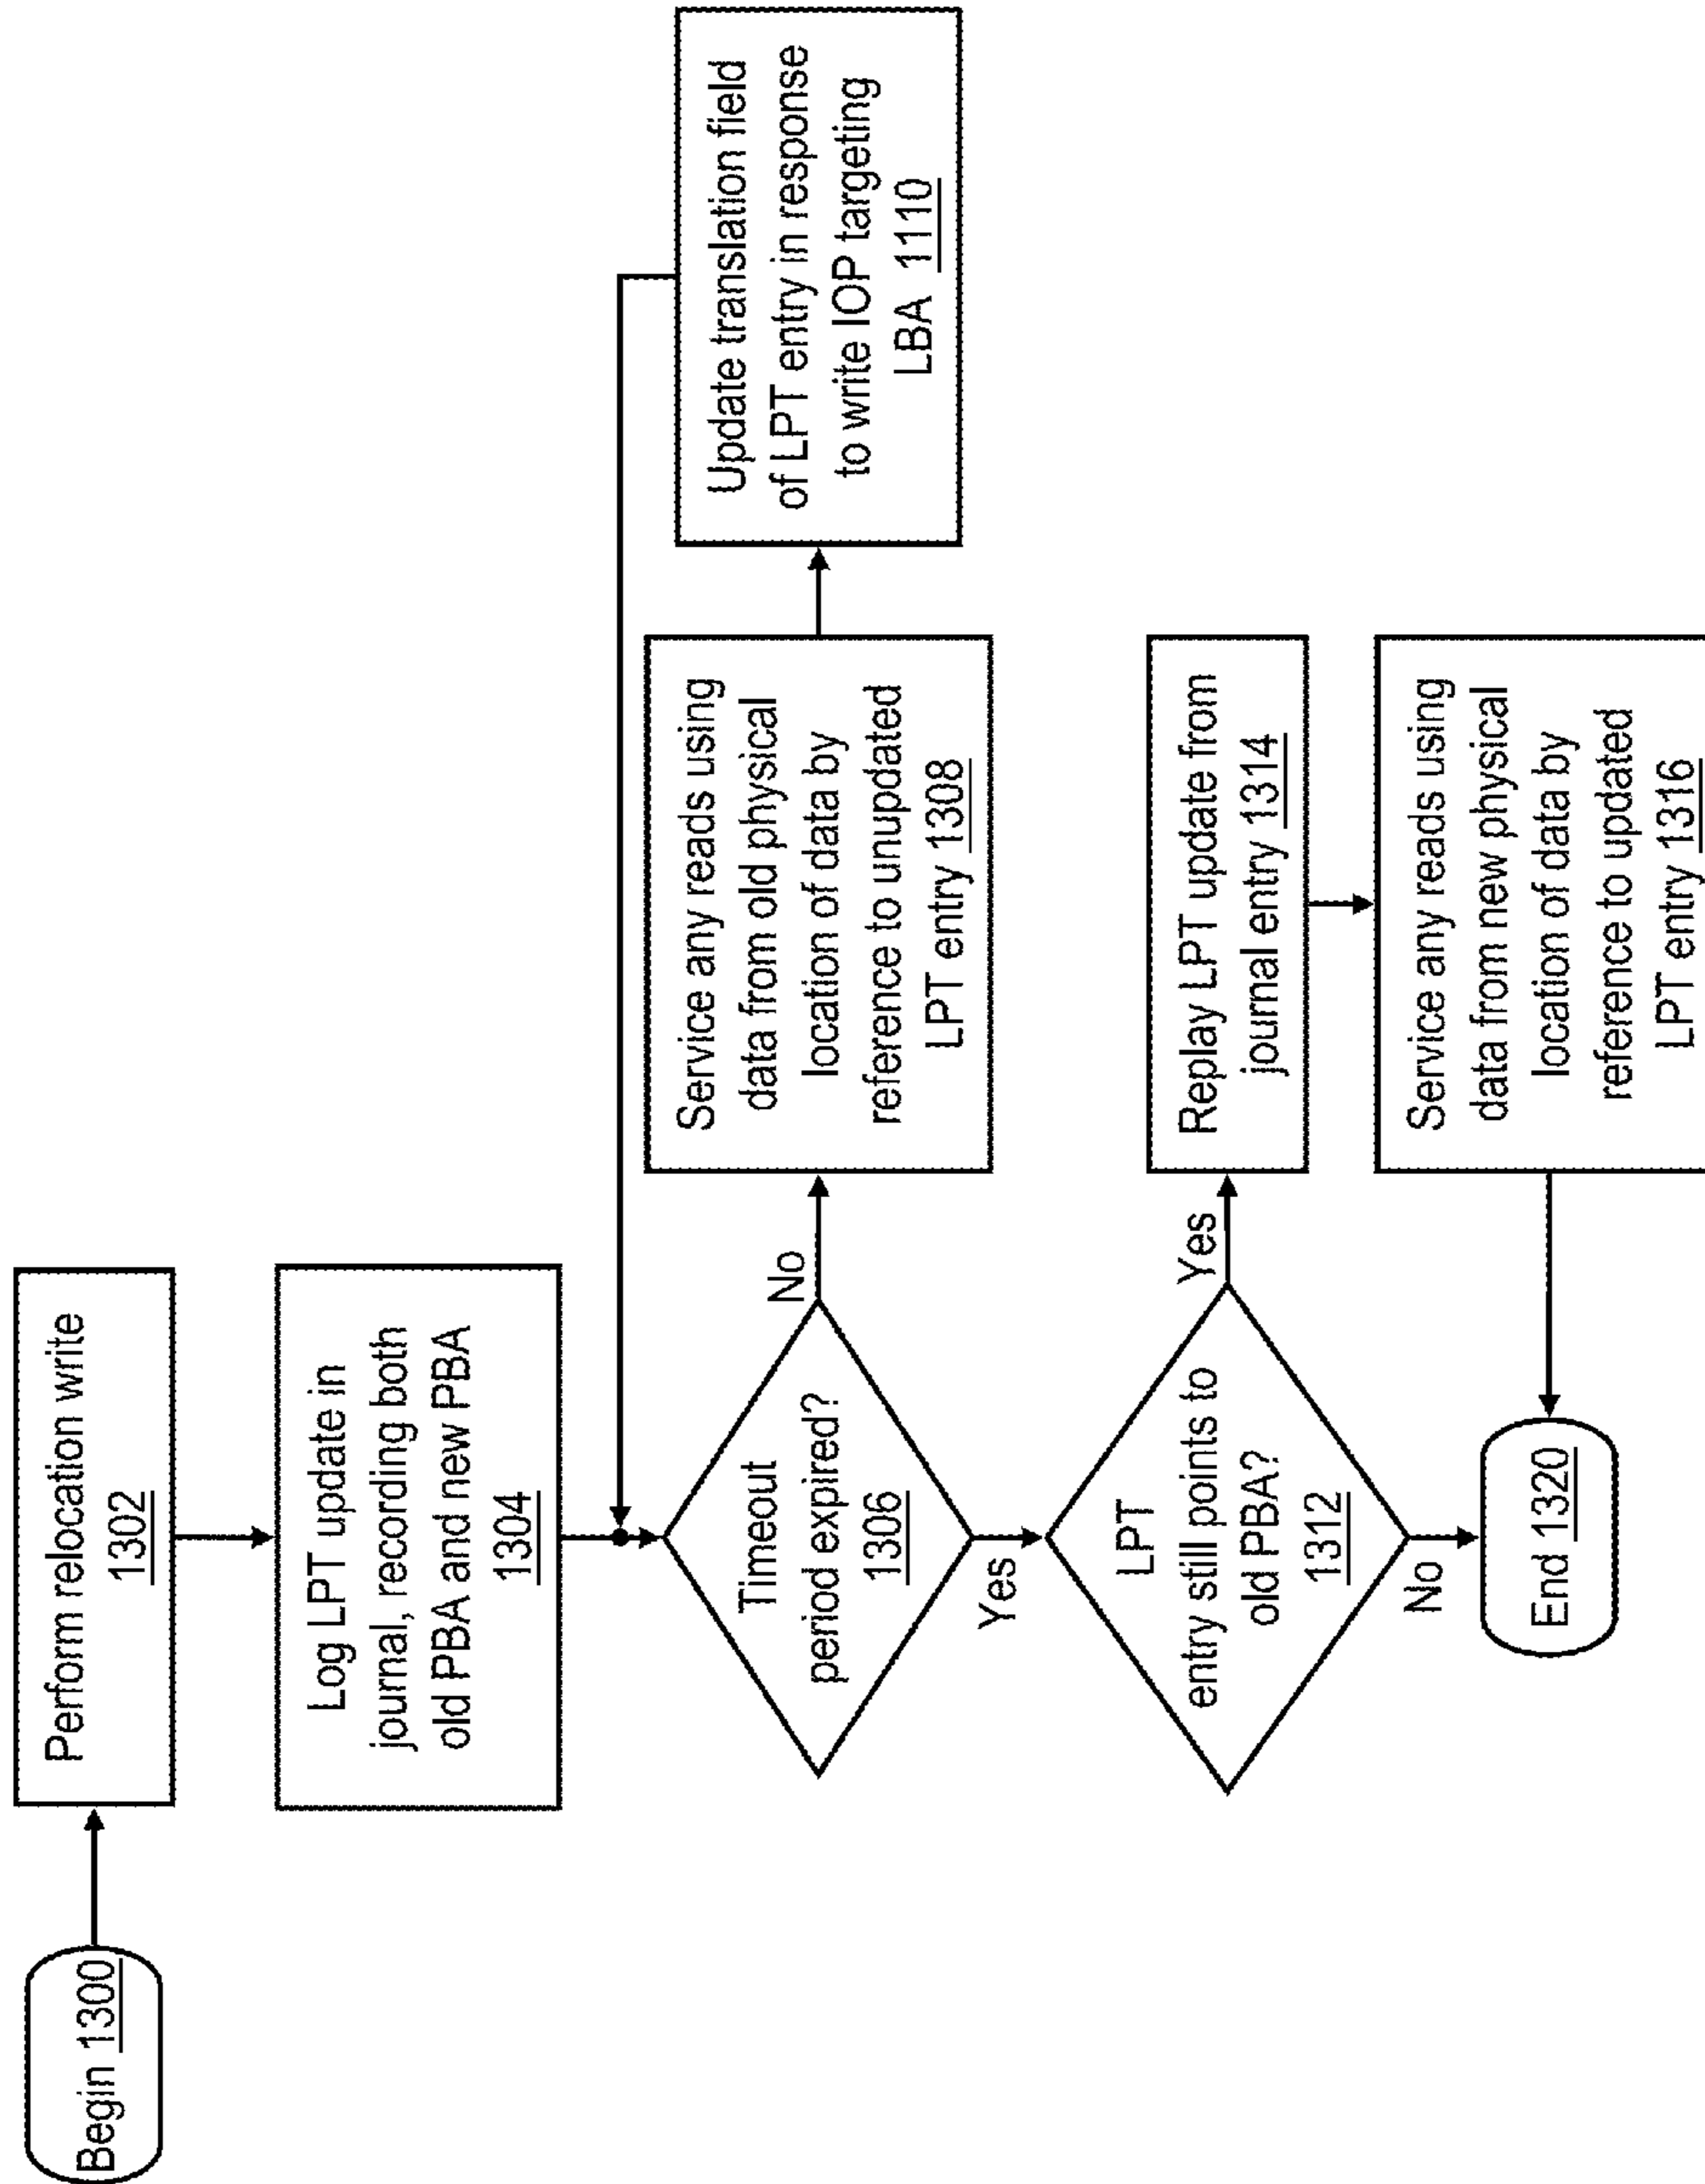 Begin 1300
Perform relocation write
1302
Log LPT update in
journal, recording both
old PBA and new PBA
1304
Timeout
period expired?
1306
No
Yes
Service any reads using
data from old physical
location of data by
reference to unupdated
LPT entry 1308
Update translation field
of LPT entry in response
to write IOP targeting
LBA 1110
LPT
entry still points to
old PBA?
1312
Yes
No
Replay LPT update from
journal entry 1314
Service any reads using
data from new physical
location of data by
reference to updated
LPT entry 1316
End 1320